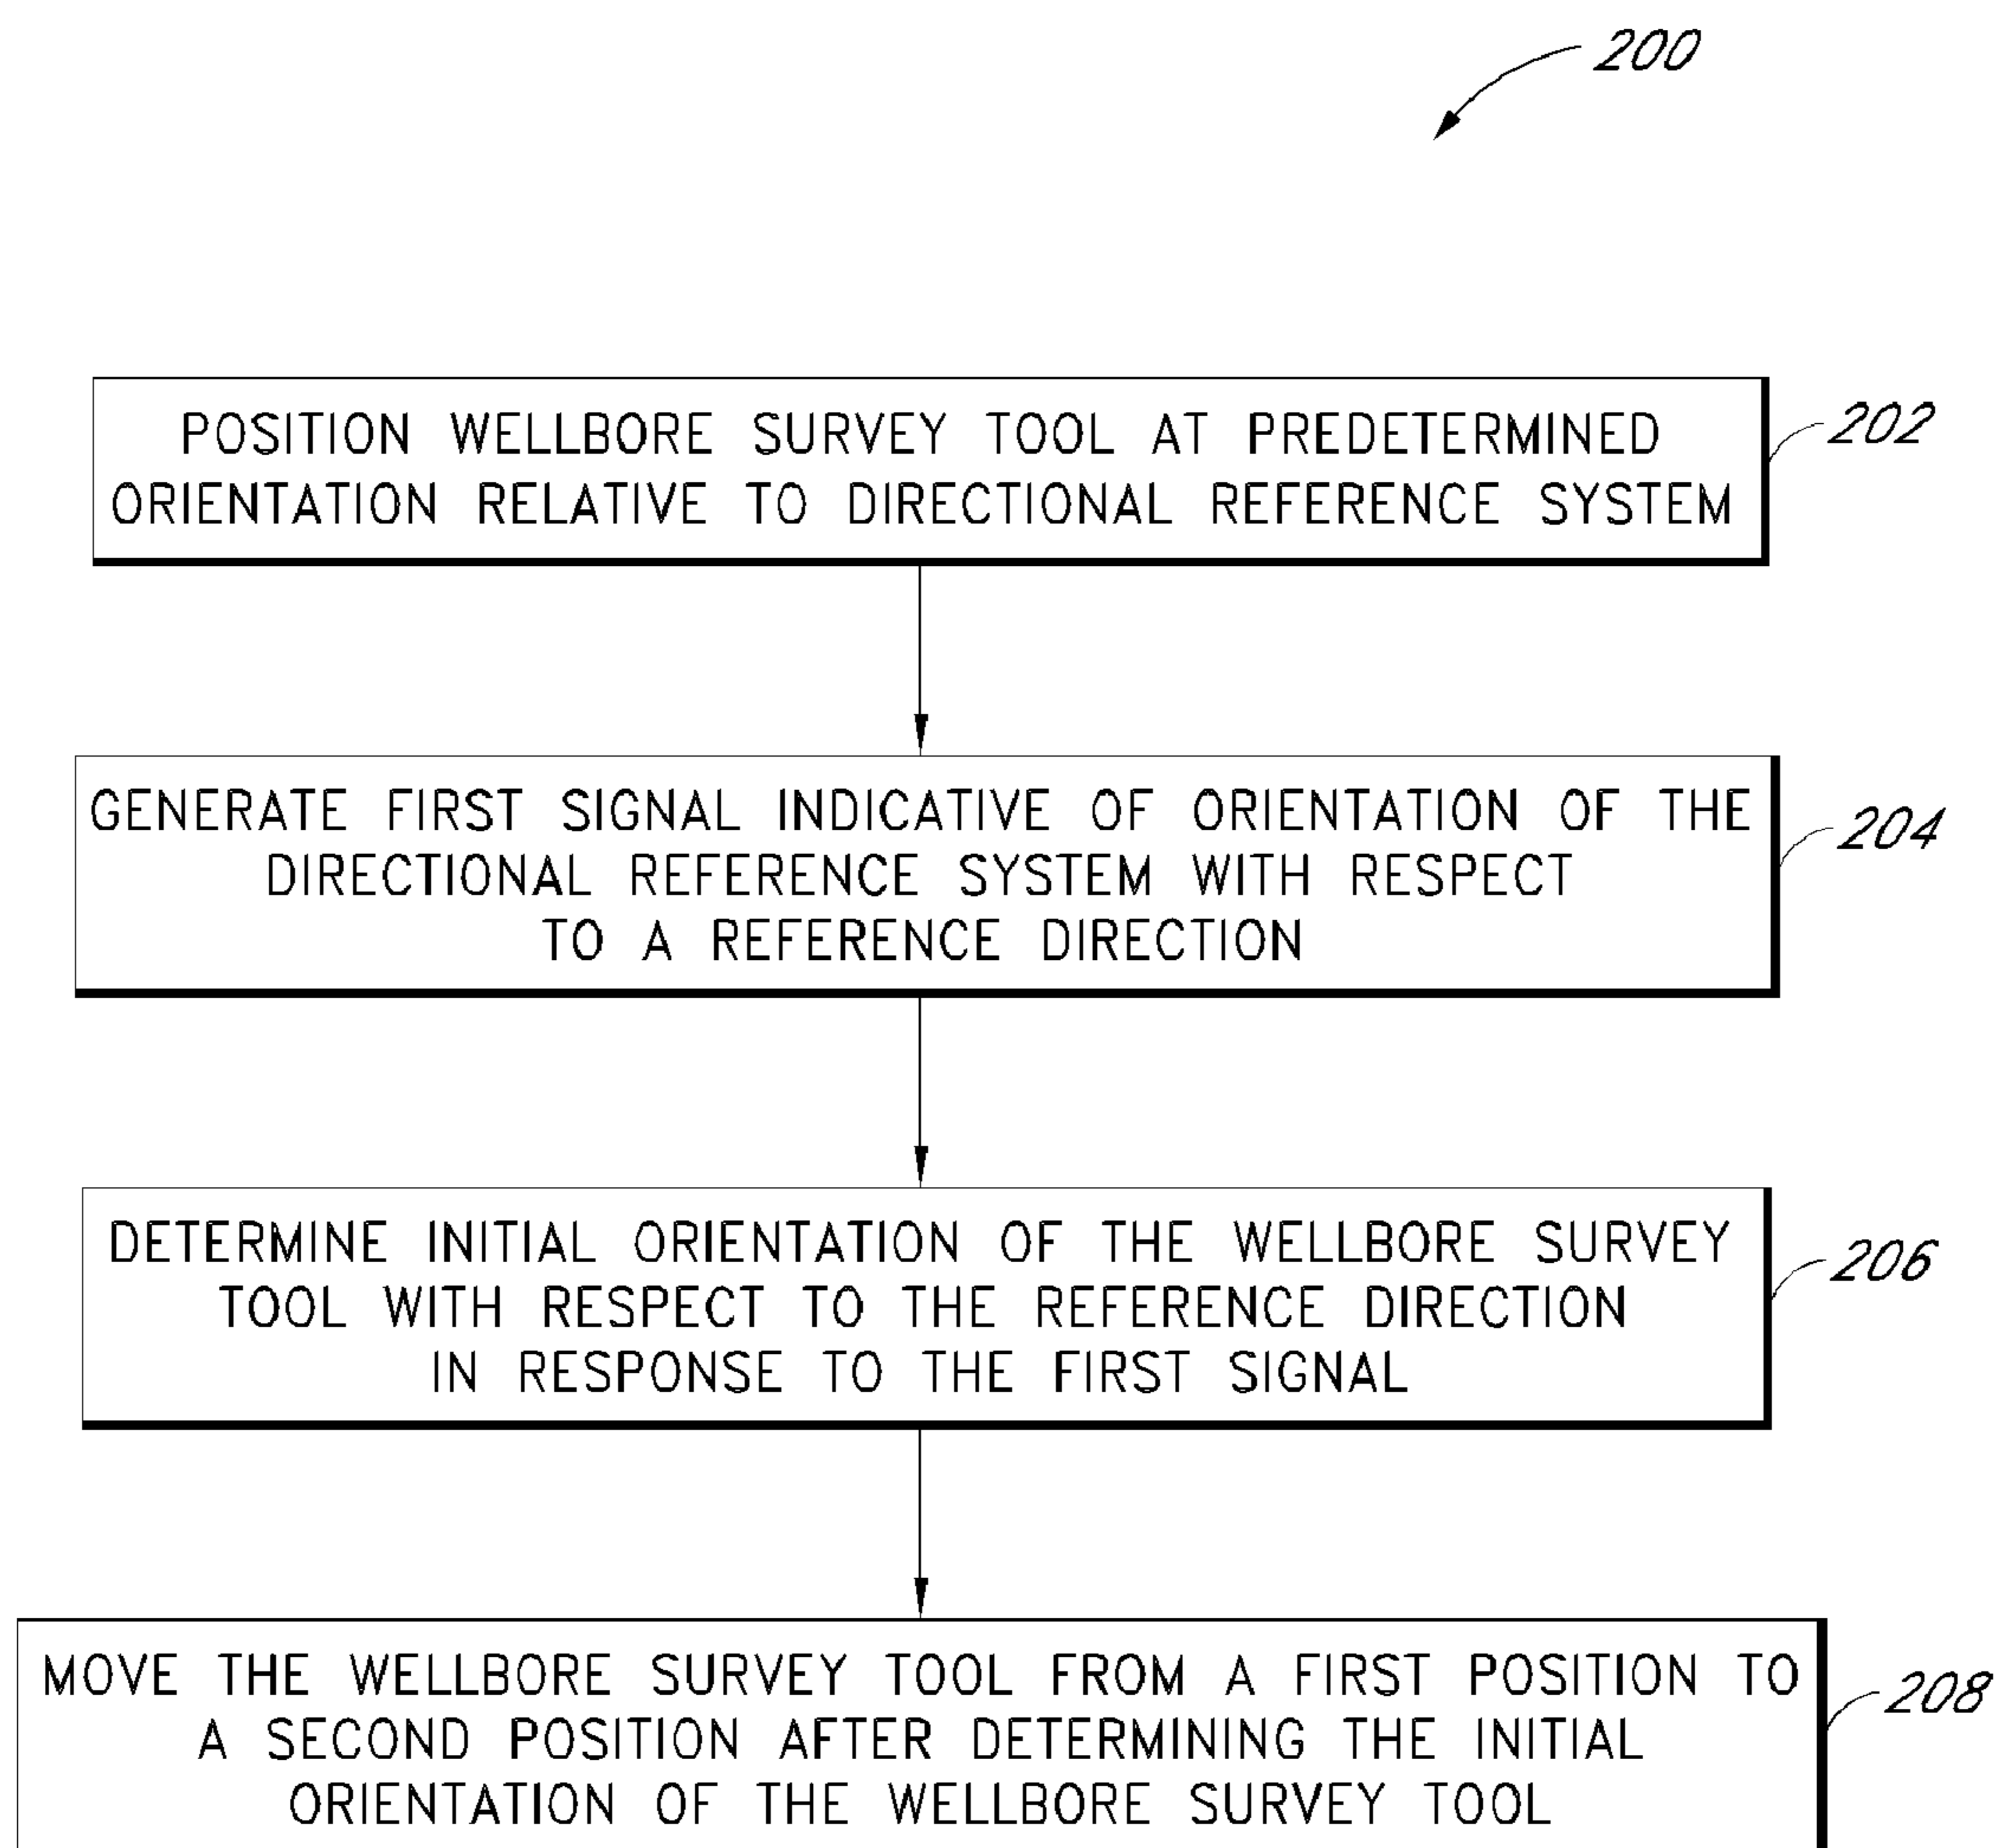 200
POSITION WELLBORE SURVEY TOOL AT PREDETERMINED
ORIENTATION RELATIVE TO DIRECTIONAL REFERENCE SYSTEM
202
GENERATE FIRST SIGNAL INDICATIVE OF ORIENTATION OF THE
DIRECTIONAL REFERENCE SYSTEM WITH RESPECT
TO A REFERENCE DIRECTION
204
DETERMINE INITIAL ORIENTATION OF THE WELLBORE SURVEY
TOOL WITH RESPECT TO THE REFERENCE DIRECTION
IN RESPONSE TO THE FIRST SIGNAL
206
MOVE THE WELLBORE SURVEY TOOL FROM A FIRST POSITION TO
A SECOND POSITION AFTER DETERMINING THE INITIAL
ORIENTATION OF THE WELLBORE SURVEY TOOL
208